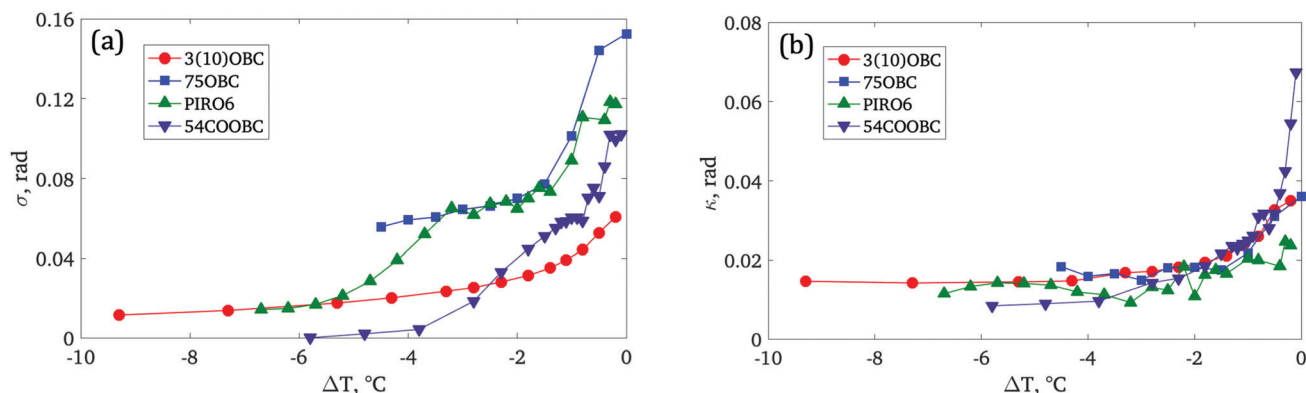 (a)
3(10)OBC
75OBC
PIRO6
54COOBC
0.16
0.12
0.08
0.04
0
σ, rad
-10
-8
-6
-4
-2
0
ΔT, °C
(b)
3(10)OBC
75OBC
PIRO6
54COOBC
0.08
0.06
0.04
0.02
0
κ, rad
-10
-8
-6
-4
-2
0
ΔT, °C